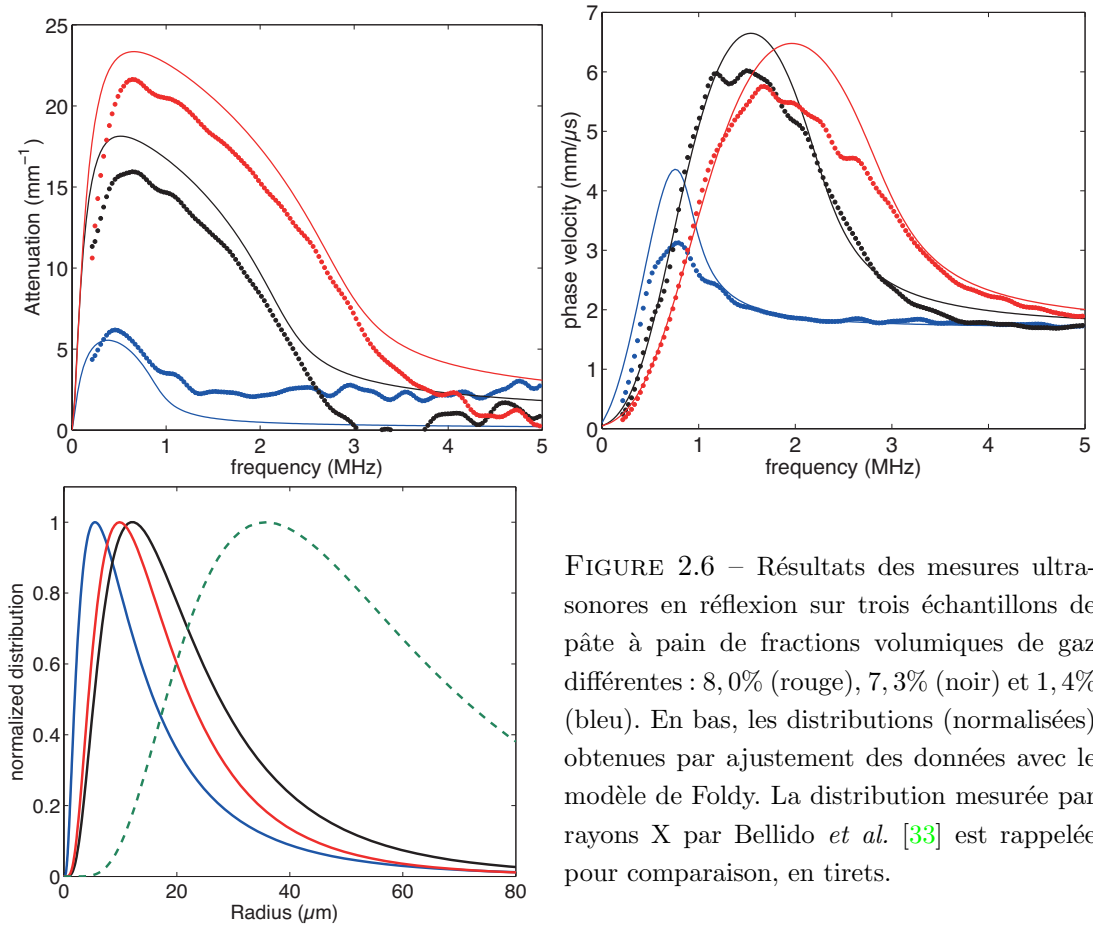 25
20
15
10
5
0
0
1
2
3
4
5
Attenuation (mm⁻¹)
frequency (MHz)
7
6
5
4
3
2
1
0
0
1
2
3
4
5
phase velocity (mm/µs)
frequency (MHz)
1
0.8
0.6
0.4
0.2
0
0
20
40
60
80
normalized distribution
Radius (µm)
FIGURE 2.6 – Résultats des mesures ultra-
sonores en réflexion sur trois échantillons de
pâte à pain de fractions volumiques de gaz
différentes : 8, 0% (rouge), 7, 3% (noir) et 1, 4%
(bleu). En bas, les distributions (normalisées)
obtenues par ajustement des données avec le
modèle de Foldy. La distribution mesurée par
rayons X par Bellido et al. [33] est rappelée
pour comparaison, en tirets.